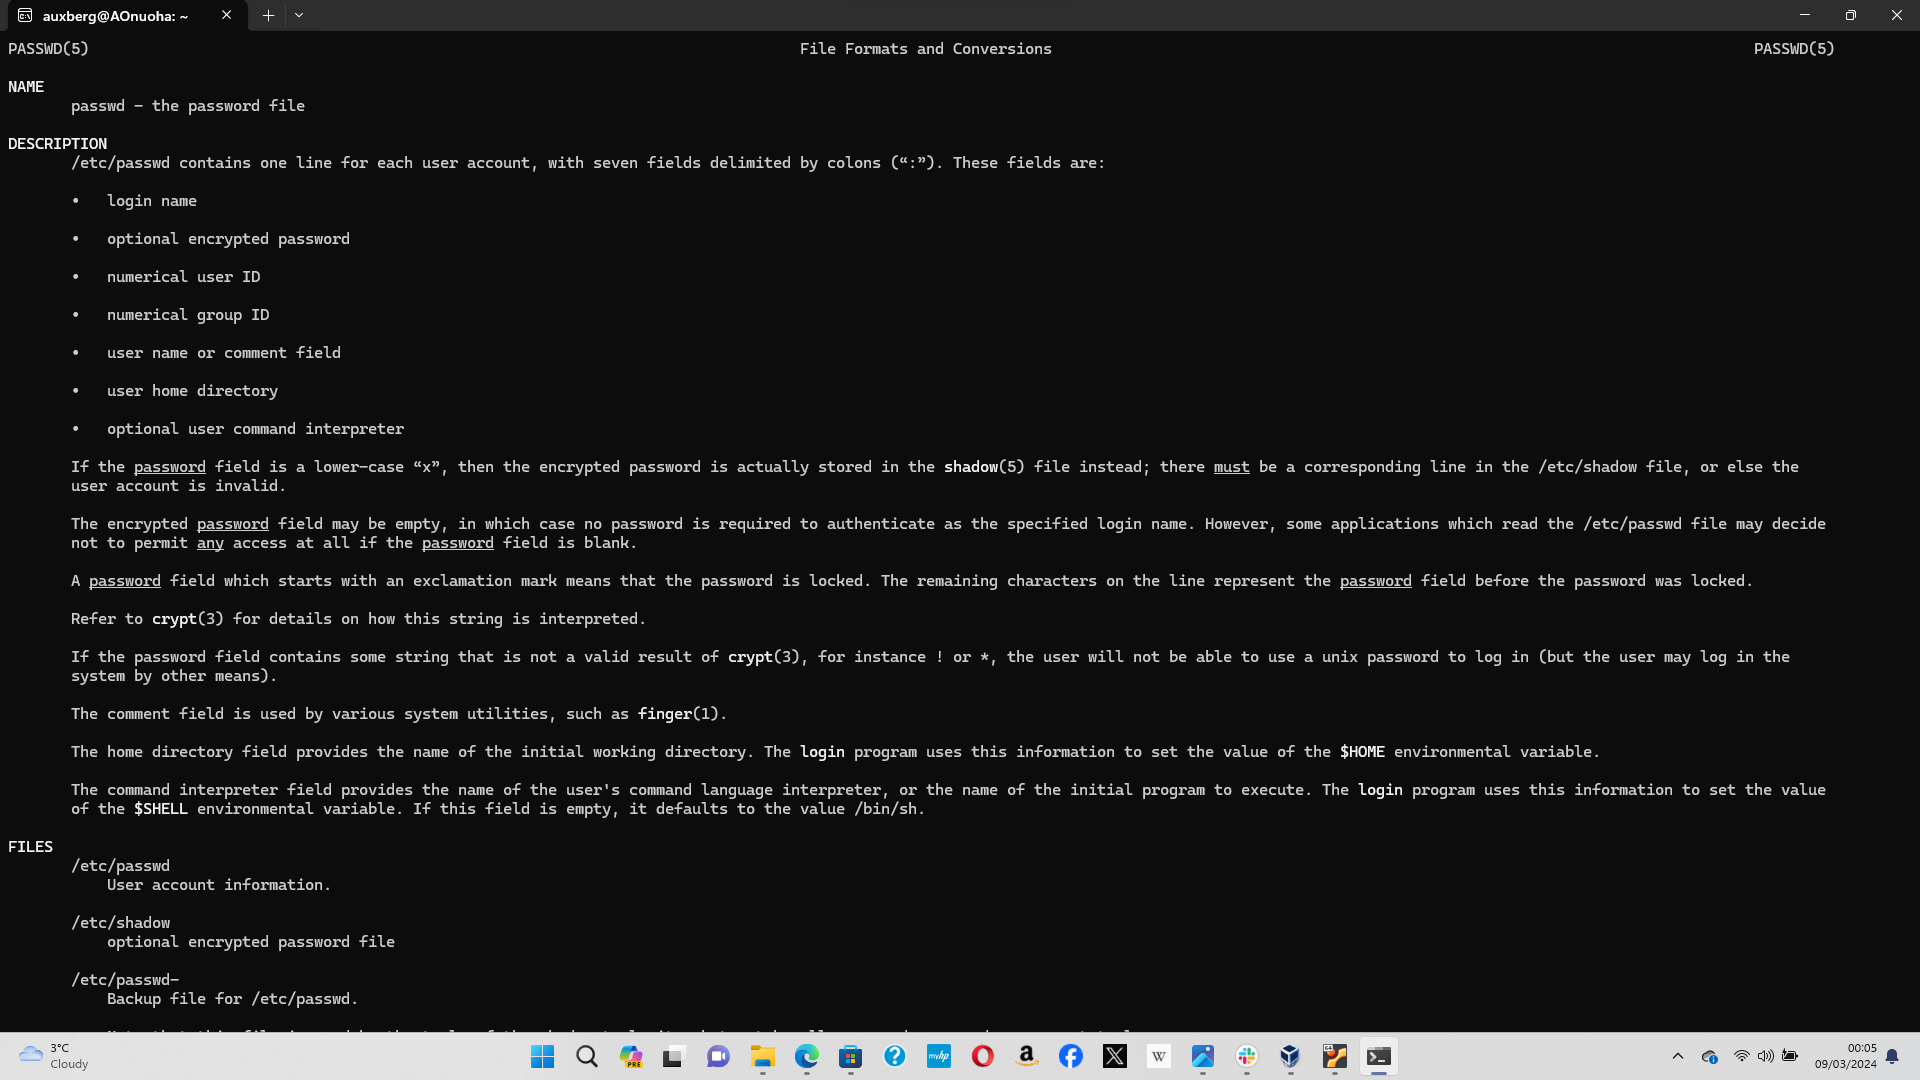 auxberg@AOnuoha: ~
PASSWD(5) File Formats and Conversions PASSWD(5)
NAME
passwd - the password file
DESCRIPTION
/etc/passwd contains one line for each user account, with seven fields delimited by colons (“:”). These fields are:
• login name
• optional encrypted password
• numerical user ID
• numerical group ID
• user name or comment field
• user home directory
• optional user command interpreter
If the password field is a lower-case “x”, then the encrypted password is actually stored in the shadow(5) file instead; there must be a corresponding line in the /etc/shadow file, or else the
user account is invalid.
The encrypted password field may be empty, in which case no password is required to authenticate as the specified login name. However, some applications which read the /etc/passwd file may decide
not to permit any access at all if the password field is blank.
A password field which starts with an exclamation mark means that the password is locked. The remaining characters on the line represent the password field before the password was locked.
Refer to crypt(3) for details on how this string is interpreted.
If the password field contains some string that is not a valid result of crypt(3), for instance ! or *, the user will not be able to use a unix password to log in (but the user may log in the
system by other means).
The comment field is used by various system utilities, such as finger(1).
The home directory field provides the name of the initial working directory. The login program uses this information to set the value of the $HOME environmental variable.
The command interpreter field provides the name of the user's command language interpreter, or the name of the initial program to execute. The login program uses this information to set the value
of the $SHELL environmental variable. If this field is empty, it defaults to the value /bin/sh.
FILES
/etc/passwd
User account information.
/etc/shadow
optional encrypted password file
/etc/passwd-
Backup file for /etc/passwd.
3°C
Cloudy
PRE
myhp
a
W
00:05
09/03/2024